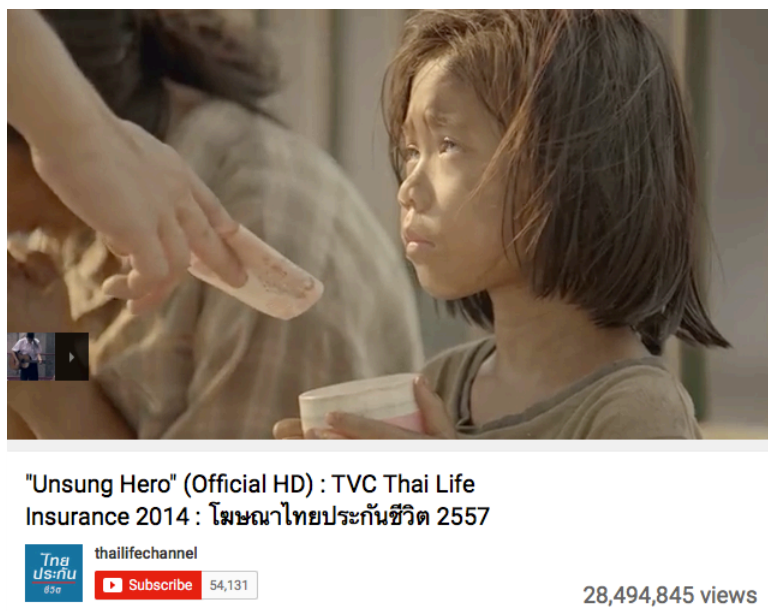 "Unsung Hero" (Official HD) : TVC Thai Life
Insurance 2014 : โฆษณาไทยประกันชีวิต 2557
ไทย
ประกัน
ชีวิต
thailifechannel
Subscribe 54,131
28,494,845 views